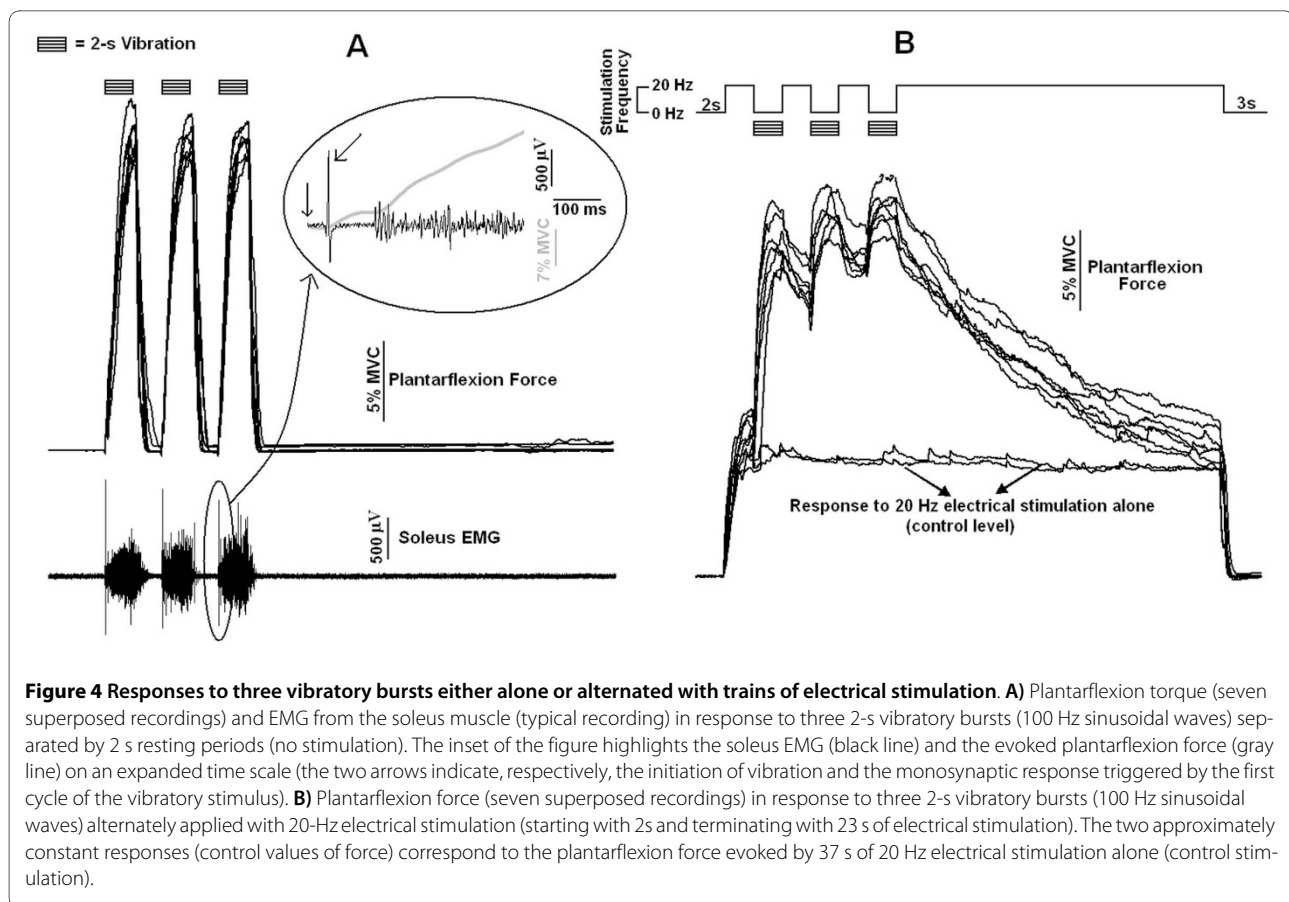 = 2-s Vibration
A
500 µV
100 ms
7% MVC
5% MVC
Plantarflexion Force
500 µV
Soleus EMG
B
Stimulation
Frequency
20 Hz
0 Hz
2s
3s
5% MVC
Plantarflexion
Force
Response to 20 Hz electrical stimulation alone
(control level)
Figure 4 Responses to three vibratory bursts either alone or alternated with trains of electrical stimulation. A) Plantarflexion torque (seven
superposed recordings) and EMG from the soleus muscle (typical recording) in response to three 2-s vibratory bursts (100 Hz sinusoidal waves) sep-
arated by 2 s resting periods (no stimulation). The inset of the figure highlights the soleus EMG (black line) and the evoked plantarflexion force (gray
line) on an expanded time scale (the two arrows indicate, respectively, the initiation of vibration and the monosynaptic response triggered by the first
cycle of the vibratory stimulus). B) Plantarflexion force (seven superposed recordings) in response to three 2-s vibratory bursts (100 Hz sinusoidal
waves) alternately applied with 20-Hz electrical stimulation (starting with 2s and terminating with 23 s of electrical stimulation). The two approximately
constant responses (control values of force) correspond to the plantarflexion force evoked by 37 s of 20 Hz electrical stimulation alone (control stim-
ulation).